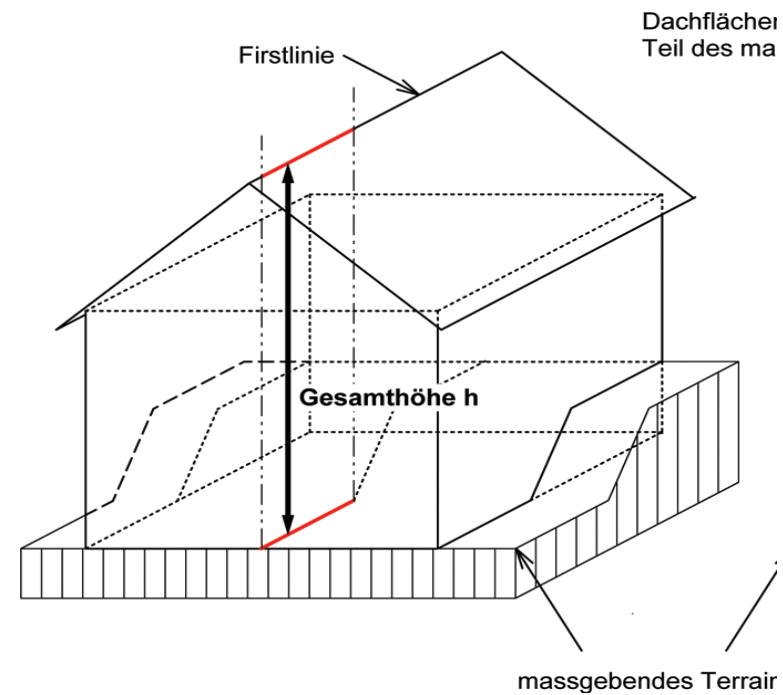 Dachflächen
Teil des ma
Firstlinie
Gesamthöhe h
massgebendes Terrain